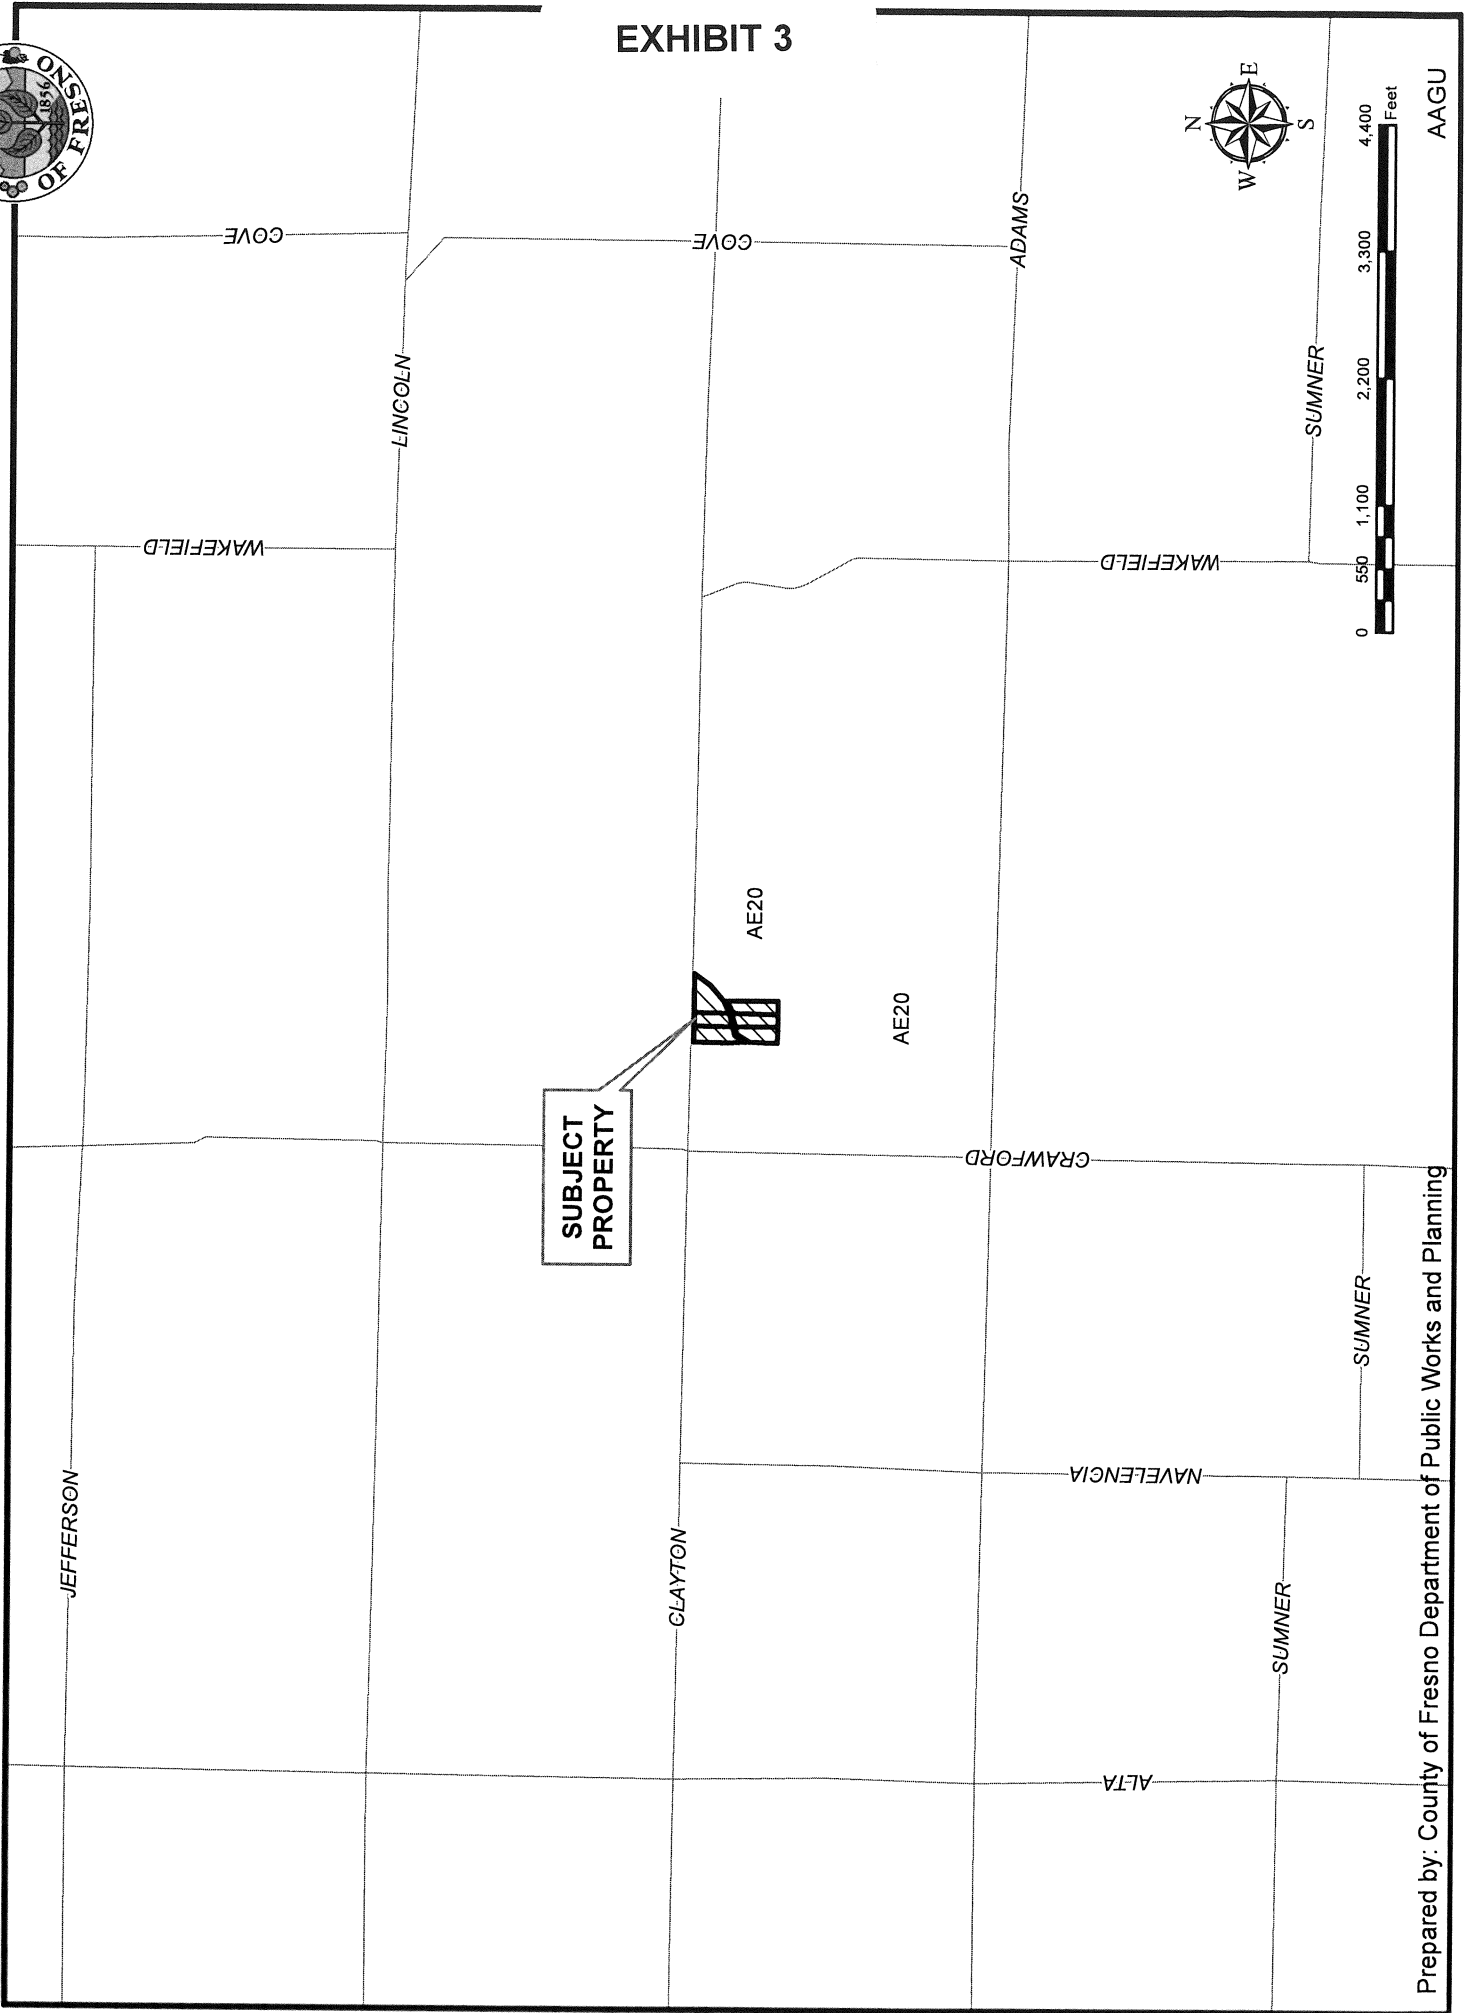 EXHIBIT 3
OF FRESNO
1856
COVE
LINCOLN
WAKEFIELD
JEFFERSON
COVE
ADAMS
N
E
S
W
SUMNER
WAKEFIELD
0 550 1,100 2,200 3,300 4,400
Feet
AAGU
SUBJECT
PROPERTY
AE20
AE20
CRAWFORD
CLAYTON
NAVELENCIA
SUMNER
SUMNER
ALTA
Prepared by: County of Fresno Department of Public Works and Planning